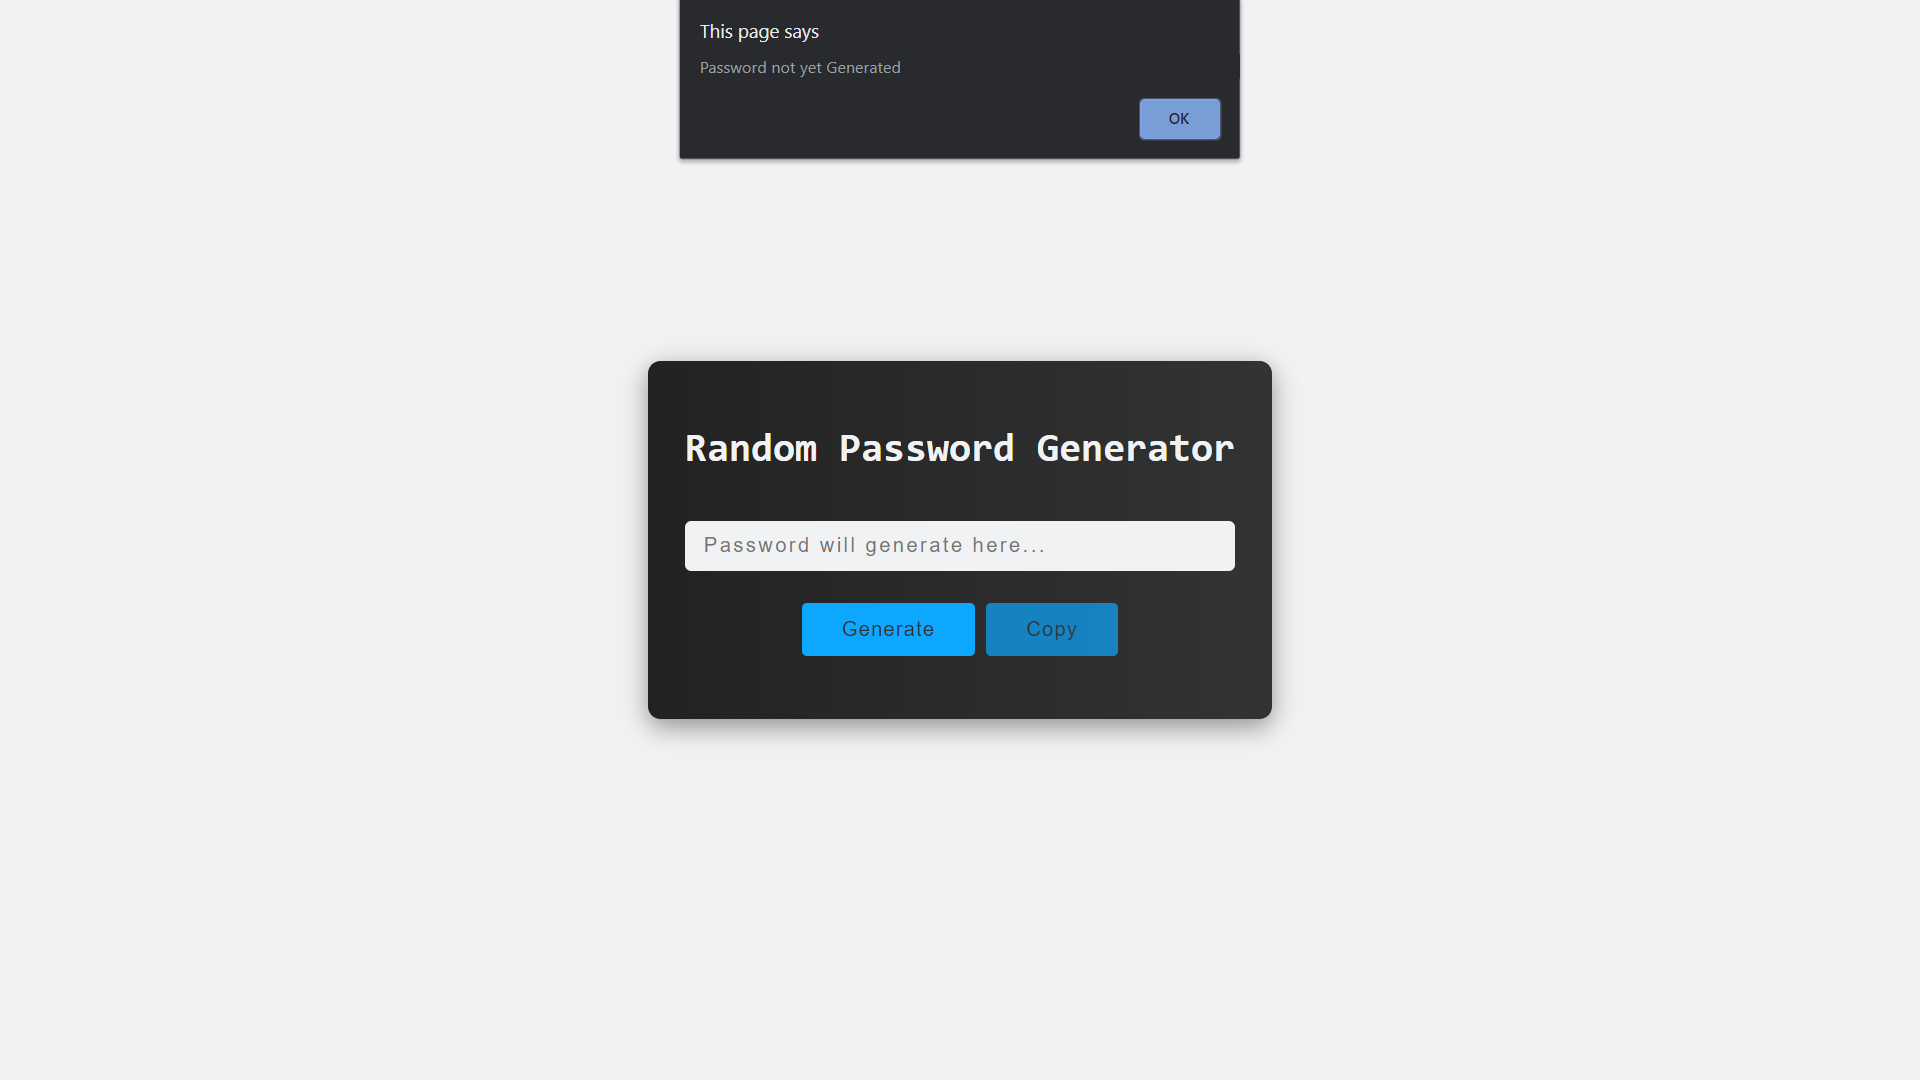 This page says
Password not yet Generated
OK
Random Password Generator
Password will generate here...
Generate Copy